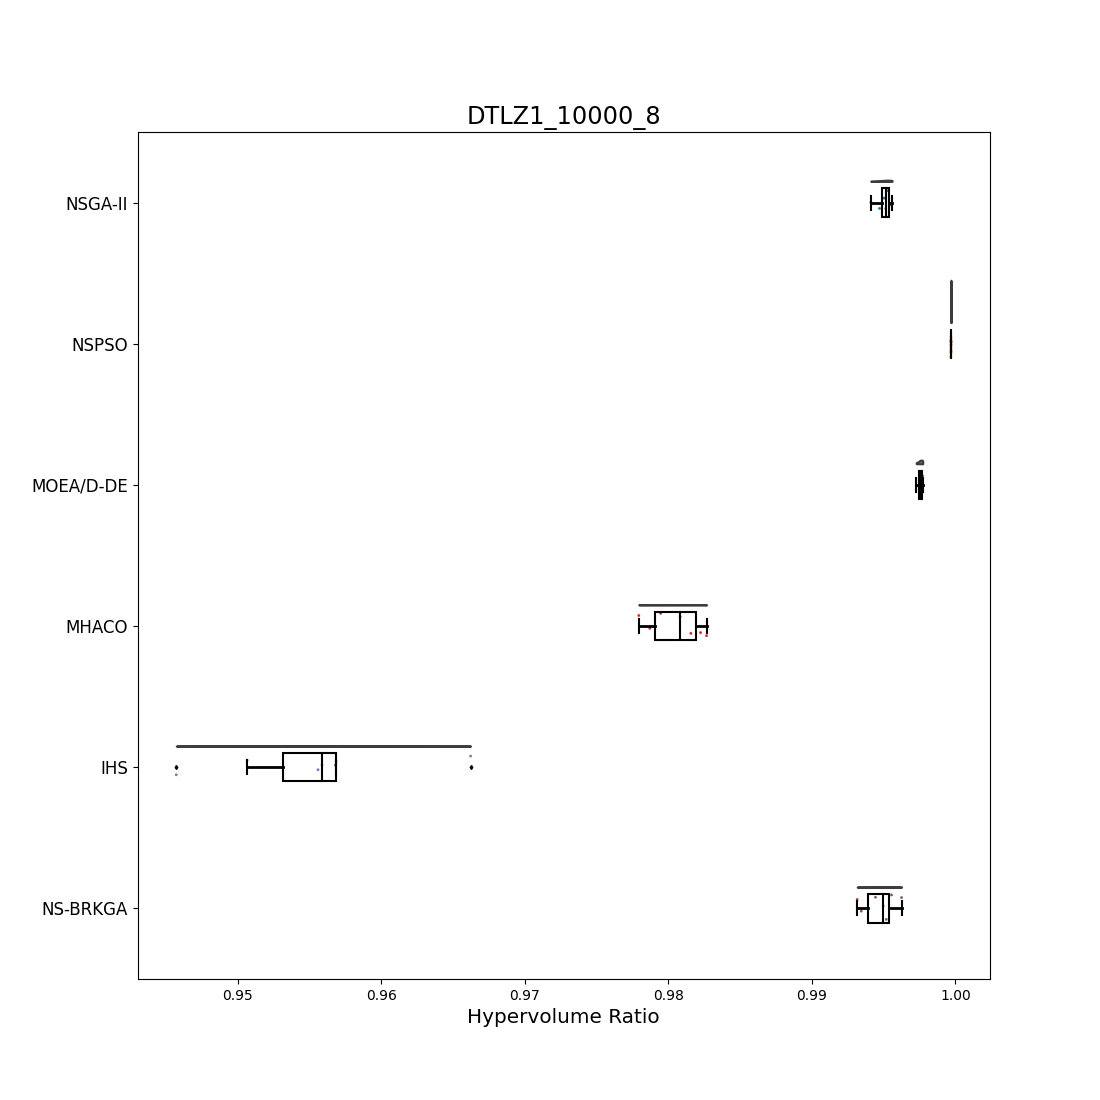 DTLZ1_10000_8
NSGA-II
NSPSO
MOEA/D-DE
MHACO
IHS
NS-BRKGA
0.95 0.96 0.97 0.98 0.99 1.00
Hypervolume Ratio